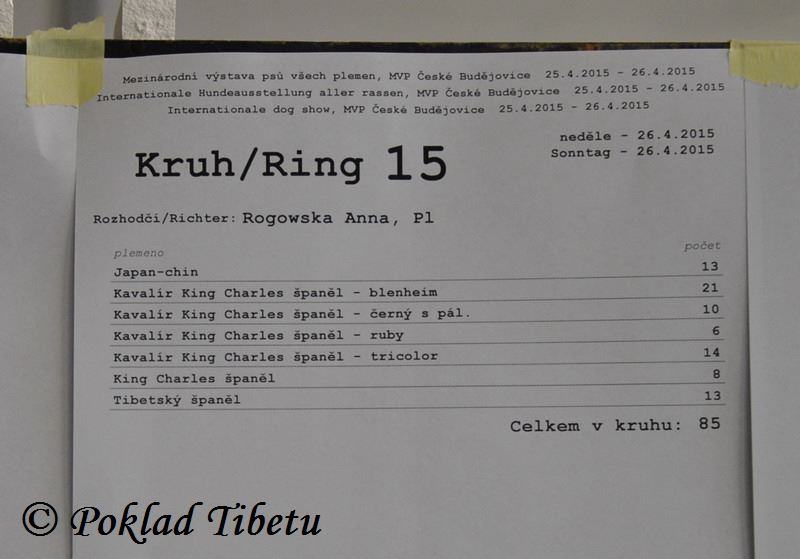 Mezinárodní výstava psů všech plemen, MVP České Budějovice 25.4.2015 - 26.4.2015
Internationale Hundeausstellung aller rassen, MVP České Budějovice 25.4.2015 - 26.4.2015
Internationale dog show, MVP České Budějovice 25.4.2015 - 26.4.2015
neděle - 26.4.2015
Sonntag - 26.4.2015
Kruh/Ring 15
Rozhodčí/Richter: Rogowska Anna, Pl
plemeno počet
Japan-chin 13
Kavalír King Charles španěl - blenheim 21
Kavalír King Charles španěl - černý s pál. 10
Kavalír King Charles španěl - ruby 6
Kavalír King Charles španěl - tricolor 14
King Charles španěl 8
Tibetský španěl 13
Celkem v kruhu: 85
© Poklad Tibetu